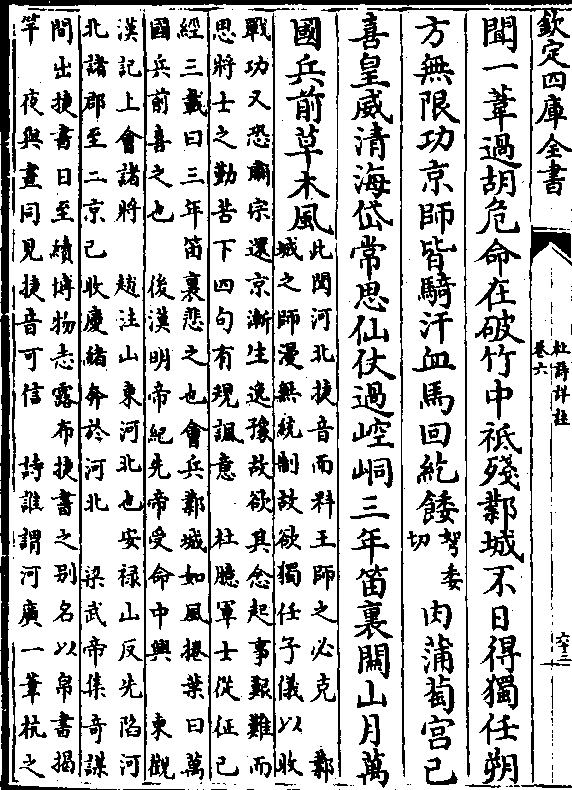 欽定四庫全書
杜詩詳註
卷六
六十三
聞一葦過胡危命在破竹中祇殘鄴城不日得獨任朔
方無限功京師皆騎汗血馬回紇餧弩委切肉蒲萄宫已
喜皇威清海岱常思仙仗過崆峒三年笛裏關山月萬
國兵前草木風
此聞河北捷音而料王師之必克 鄴
城之師漫無統制故欲獨任子儀以收
戰功又恐肅宗還京漸生逸豫故欲其念起事艱難而
思將士之勤苦下四句有規諷意 杜臆軍士從征已
經三載曰三年笛裏悲之也會兵鄴城如風捲葉曰萬
國兵前喜之也 後漢明帝紀先帝受命中興 東觀
漢記上會諸將 趙注山東河北也安禄山反先陷河
北諸郡至二京已收慶緒奔於河北 梁武帝集奇謀
間出捷書日至續博物志露布捷書之别名以帛書揭
竿 夜與晝同見捷音可信 詩誰謂河廣一葦杭之